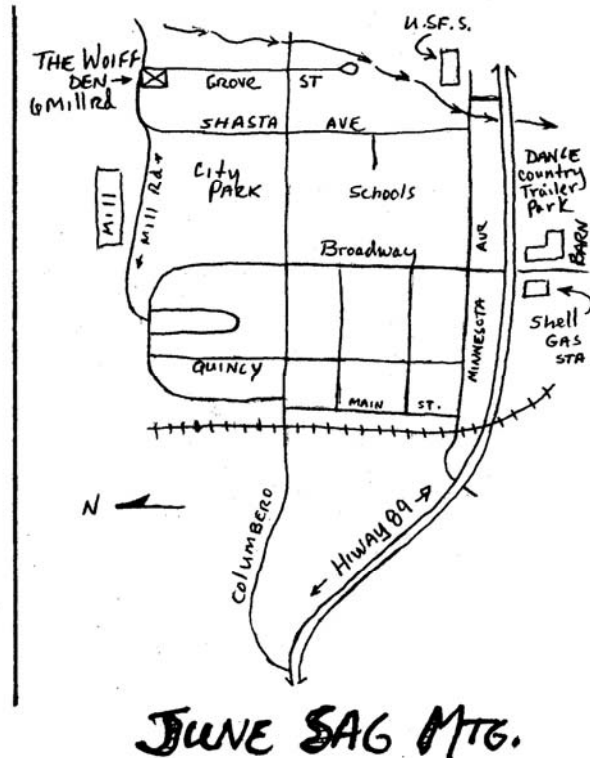 U.S.F.S.
THE WOLFF
DEN
6 Mill Rd
GROVE ST
SHASTA AVE
DANCE
Country
Trailer
Park
City
PARK
Schools
Mill
Mill Rd
BARN
Broadway
AVE
MINNESOTA
Shell
GAS
STA
QUINCY
MAIN ST.
N
COLUMBERO
HIWAY 89
JUNE SAG MTG.